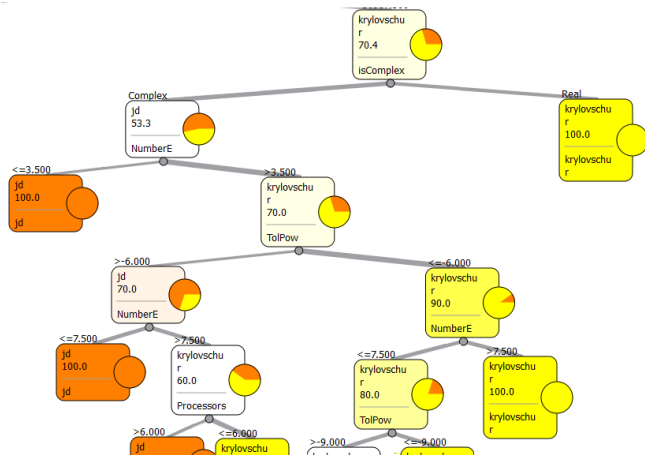 krylovschu
r
70.4
isComplex
Complex
Real
jd
53.3
NumberE
krylovschu
r
100.0
krylovschu
r
<=3.500
>3.500
jd
100.0
jd
krylovschu
r
70.0
TolPow
>-6.000
<=-6.000
jd
70.0
NumberE
krylovschu
r
90.0
NumberE
<=7.500
>7.500
jd
100.0
jd
krylovschu
r
60.0
Processors
<=7.500
>7.500
krylovschu
r
80.0
TolPow
krylovschu
r
100.0
krylovschu
r
>6.000
<=6.000
jd
krylovschu
>-9.000
<=-9.000